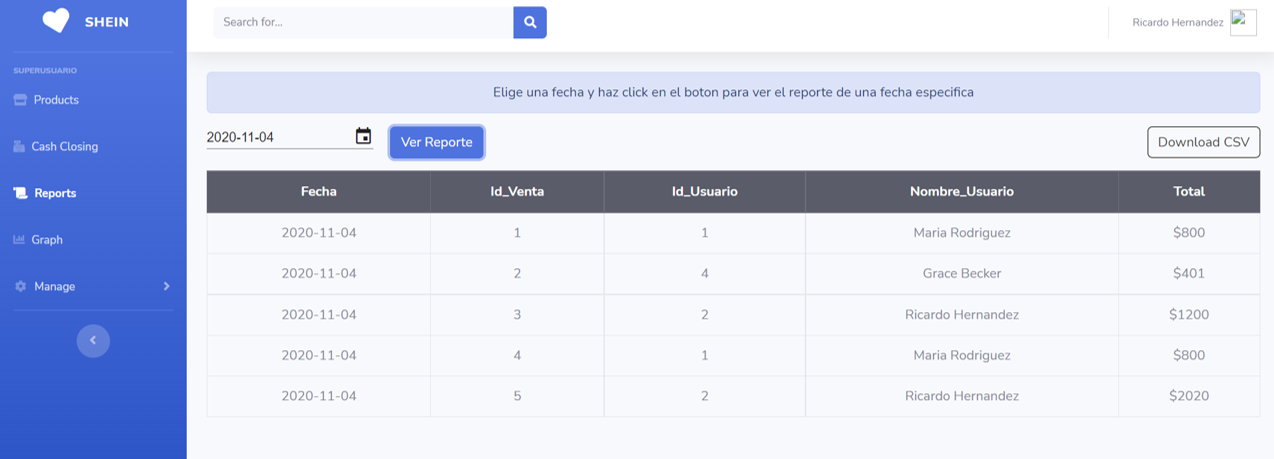 SHEIN
Search for...
Ricardo Hernandez
SUPERUSUARIO
Products
Cash Closing
Reports
Graph
Manage
Elige una fecha y haz click en el boton para ver el reporte de una fecha especifica
2020-11-04 Ver Reporte Download CSV
Fecha Id_Venta Id_Usuario Nombre_Usuario Total
2020-11-04 1 1 Maria Rodriguez $800
2020-11-04 2 4 Grace Becker $401
2020-11-04 3 2 Ricardo Hernandez $1200
2020-11-04 4 1 Maria Rodriguez $800
2020-11-04 5 2 Ricardo Hernandez $2020